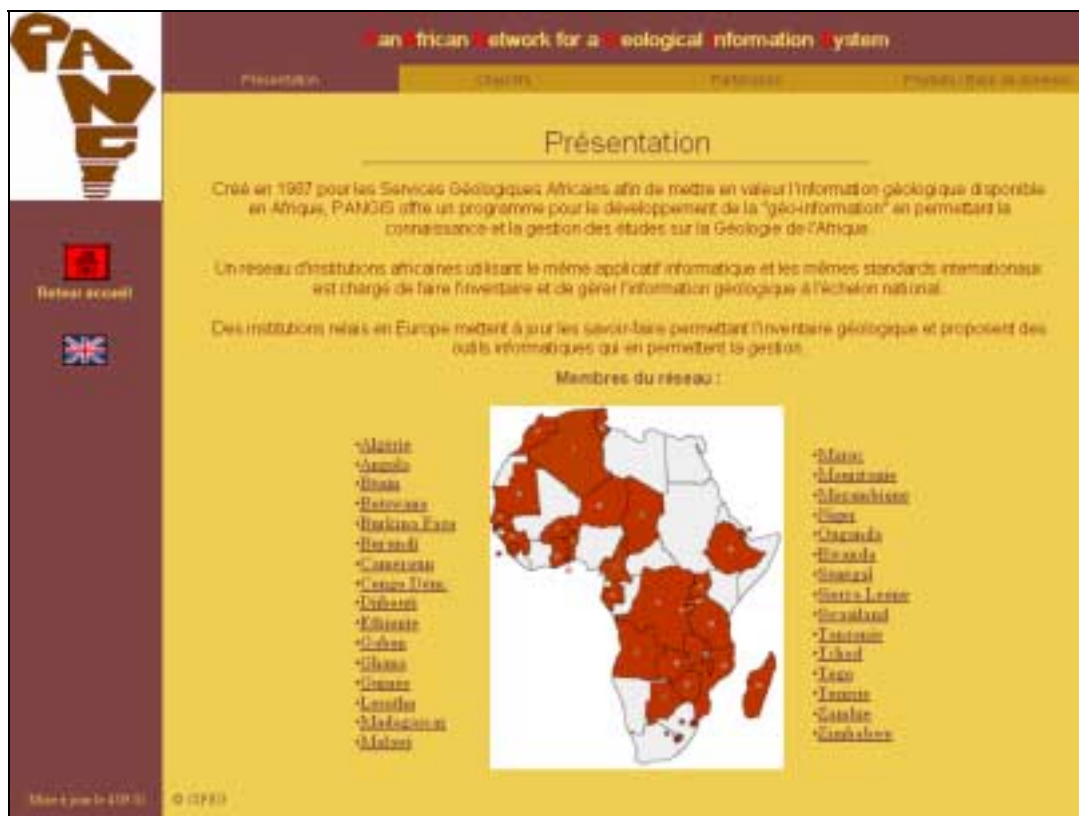 PANG
Pan African Network for a Geological Information System
Présentation Objectifs Partenaires
Présentation
Créé en 1987 pour les Services Géologiques Africains afin de mettre en valeur l'information géologique disponible
en Afrique, PANGIS offre un programme pour le développement de la "géo-information" en permettant la
connaissance et la gestion des études sur la Géologie de l'Afrique.
Un réseau d'institutions africaines utilisant le même applicatif informatique et les mêmes standards internationaux
est chargé de faire l'inventaire et de gérer l'information géologique à l'échelon national.
Des institutions relais en Europe mettent à jour les savoir-faire permettant l'inventaire géologique et proposent des
outils informatiques qui en permettent la gestion.
Membres du réseau :
Retour accueil
•Algérie
•Angola
•Bénin
•Botswana
•Burkina Faso
•Burundi
•Cameroun
•Congo Dém.
•Djibouti
•Ethiopie
•Gabon
•Ghana
•Guinée
•Lesotho
•Madagascar
•Malawi
•Maroc
•Mauritanie
•Mozambique
•Niger
•Ouganda
•Rwanda
•Sénégal
•Sierra Leone
•Swaziland
•Tanzanie
•Tchad
•Togo
•Tunisie
•Zambie
•Zimbabwe
Mise à jour le